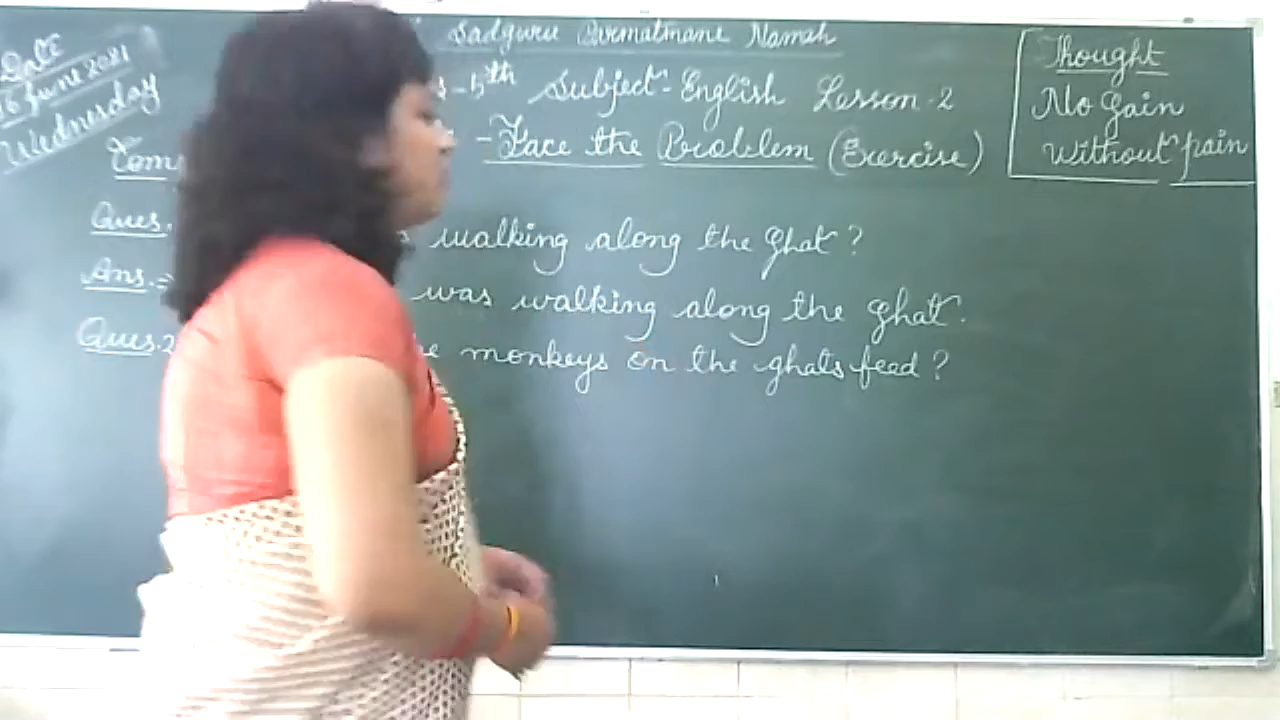 Date
16 June 2021
Wednesday
Sadguru Parmatmane Namah
5th Subject - English Lesson - 2
- Face the Problem (Exercise)
Thought
No Gain
Without pain
Ques.
walking along the ghat ?
Ans.
was walking along the ghat.
Ques. 2
monkeys on the ghats feed ?